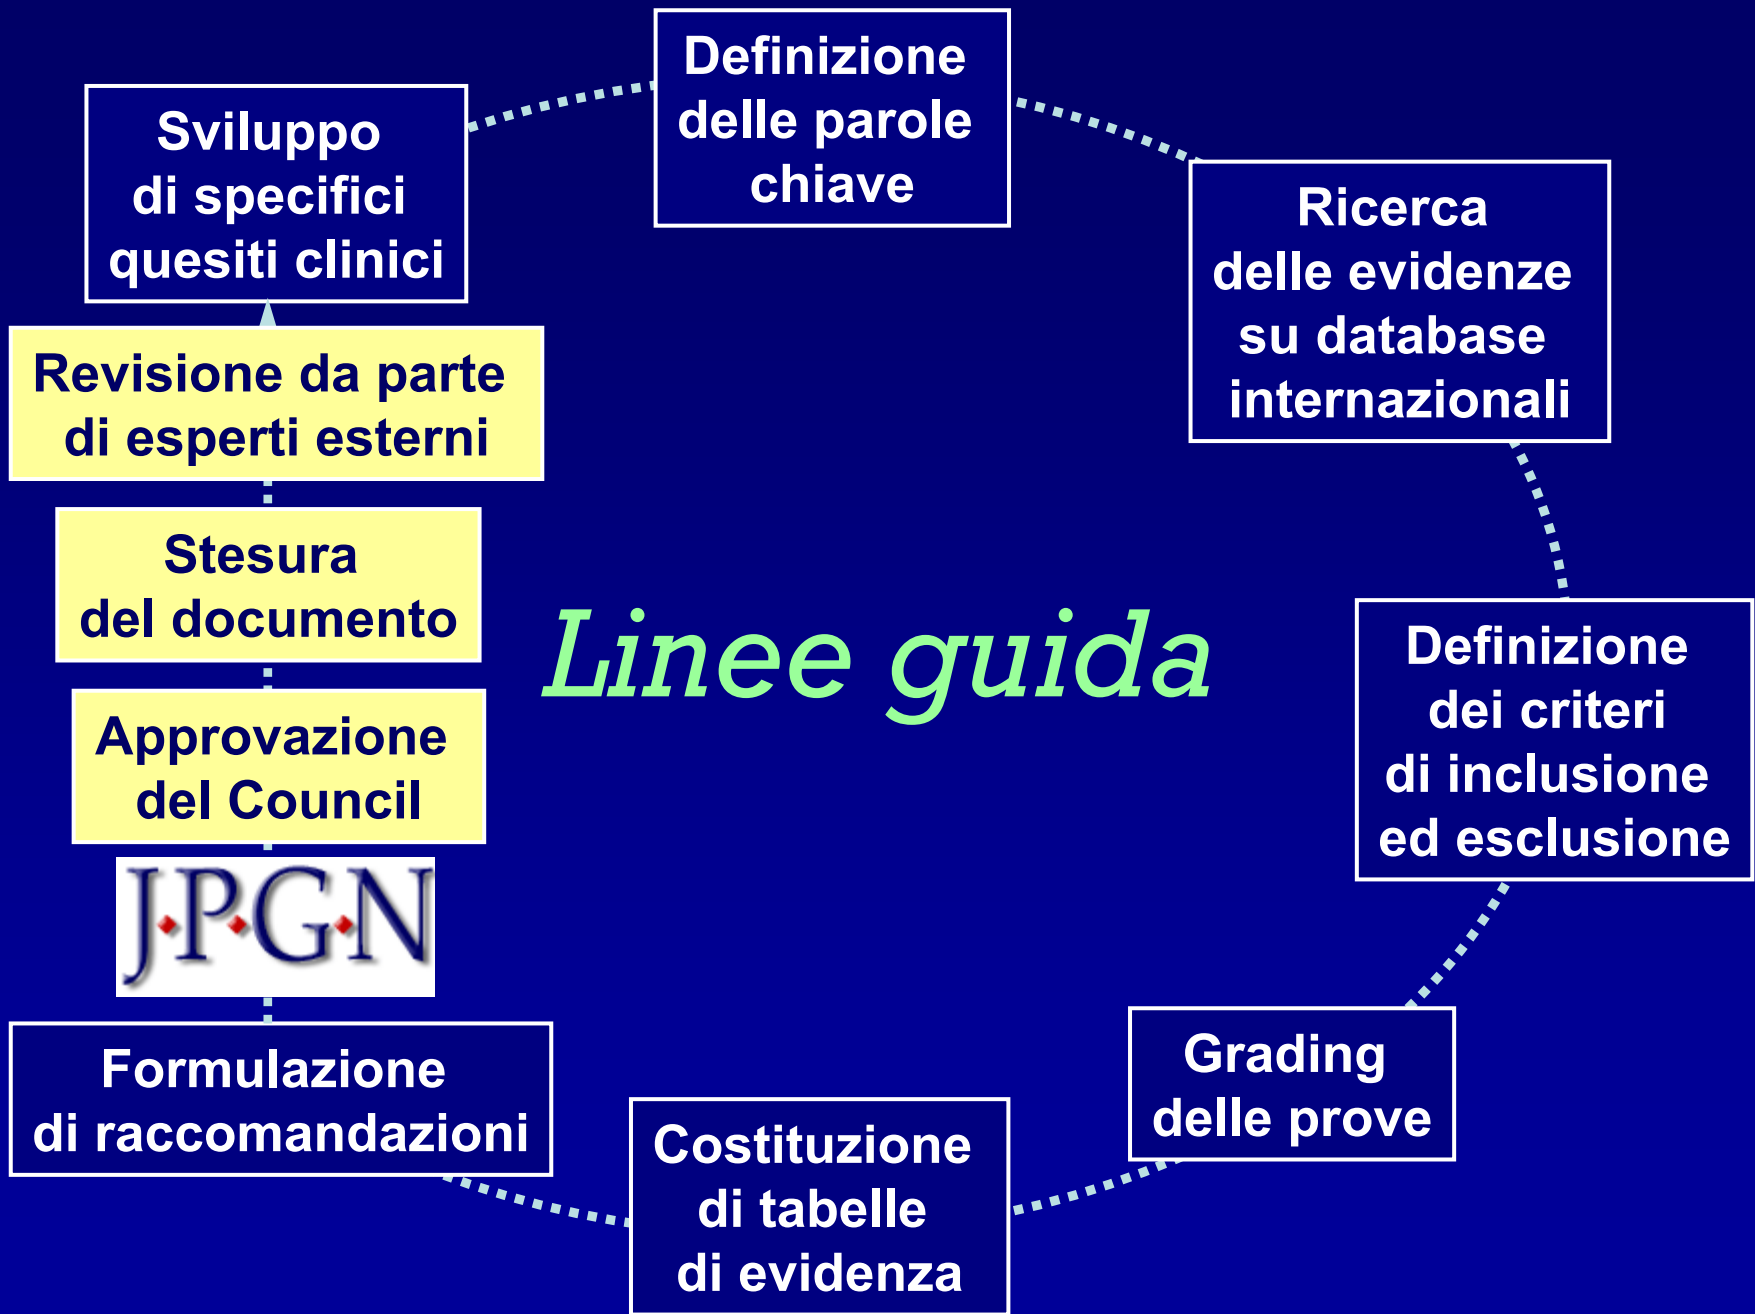 Definizione
delle parole
chiave
Sviluppo
di specifici
quesiti clinici
Ricerca
delle evidenze
su database
internazionali
Revisione da parte
di esperti esterni
Stesura
del documento
Linee guida
Definizione
dei criteri
di inclusione
ed esclusione
Approvazione
del Council
J•P•G•N
Grading
delle prove
Formulazione
di raccomandazioni
Costituzione
di tabelle
di evidenza